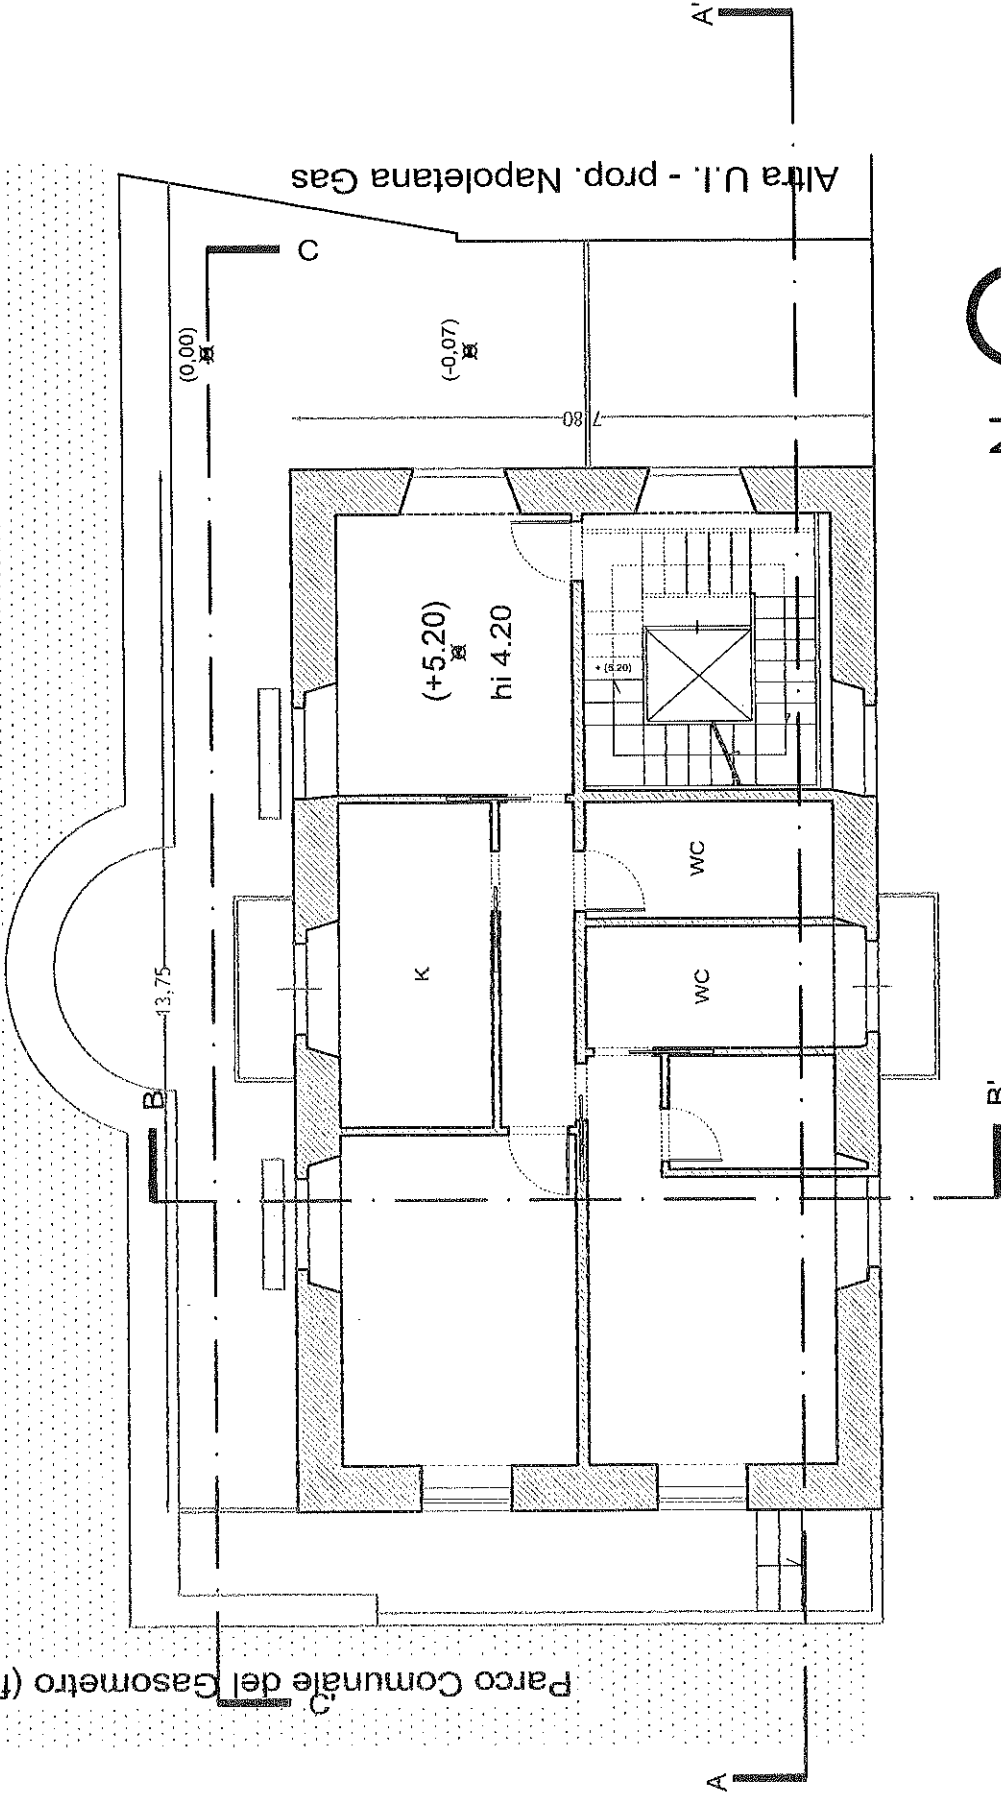 A'
Altra U.I. - prop. Napoletana Gas
C
(0,00)
(-0,07)
7,80
(+5.20)
hi 4.20
+ (5.20)
WC
K
WC
13,75
B
B'
Parco Comunale del Gasometro (f
C'
A